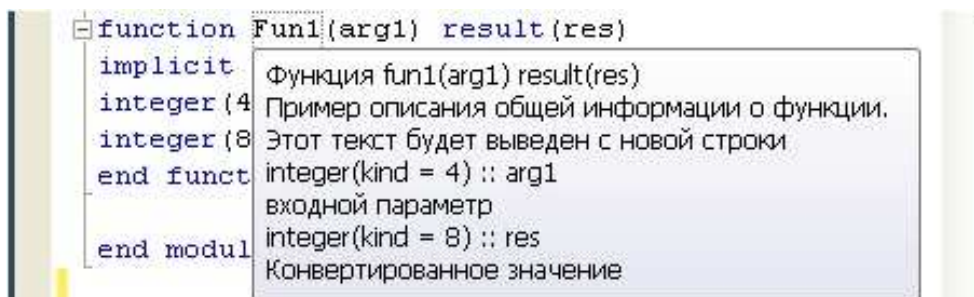 function Fun1(arg1) result(res)
implicit
integer(4
integer(8
end funct
end modul
Функция fun1(arg1) result(res)
Пример описания общей информации о функции.
Этот текст будет выведен с новой строки
integer(kind = 4) :: arg1
входной параметр
integer(kind = 8) :: res
Конвертированное значение